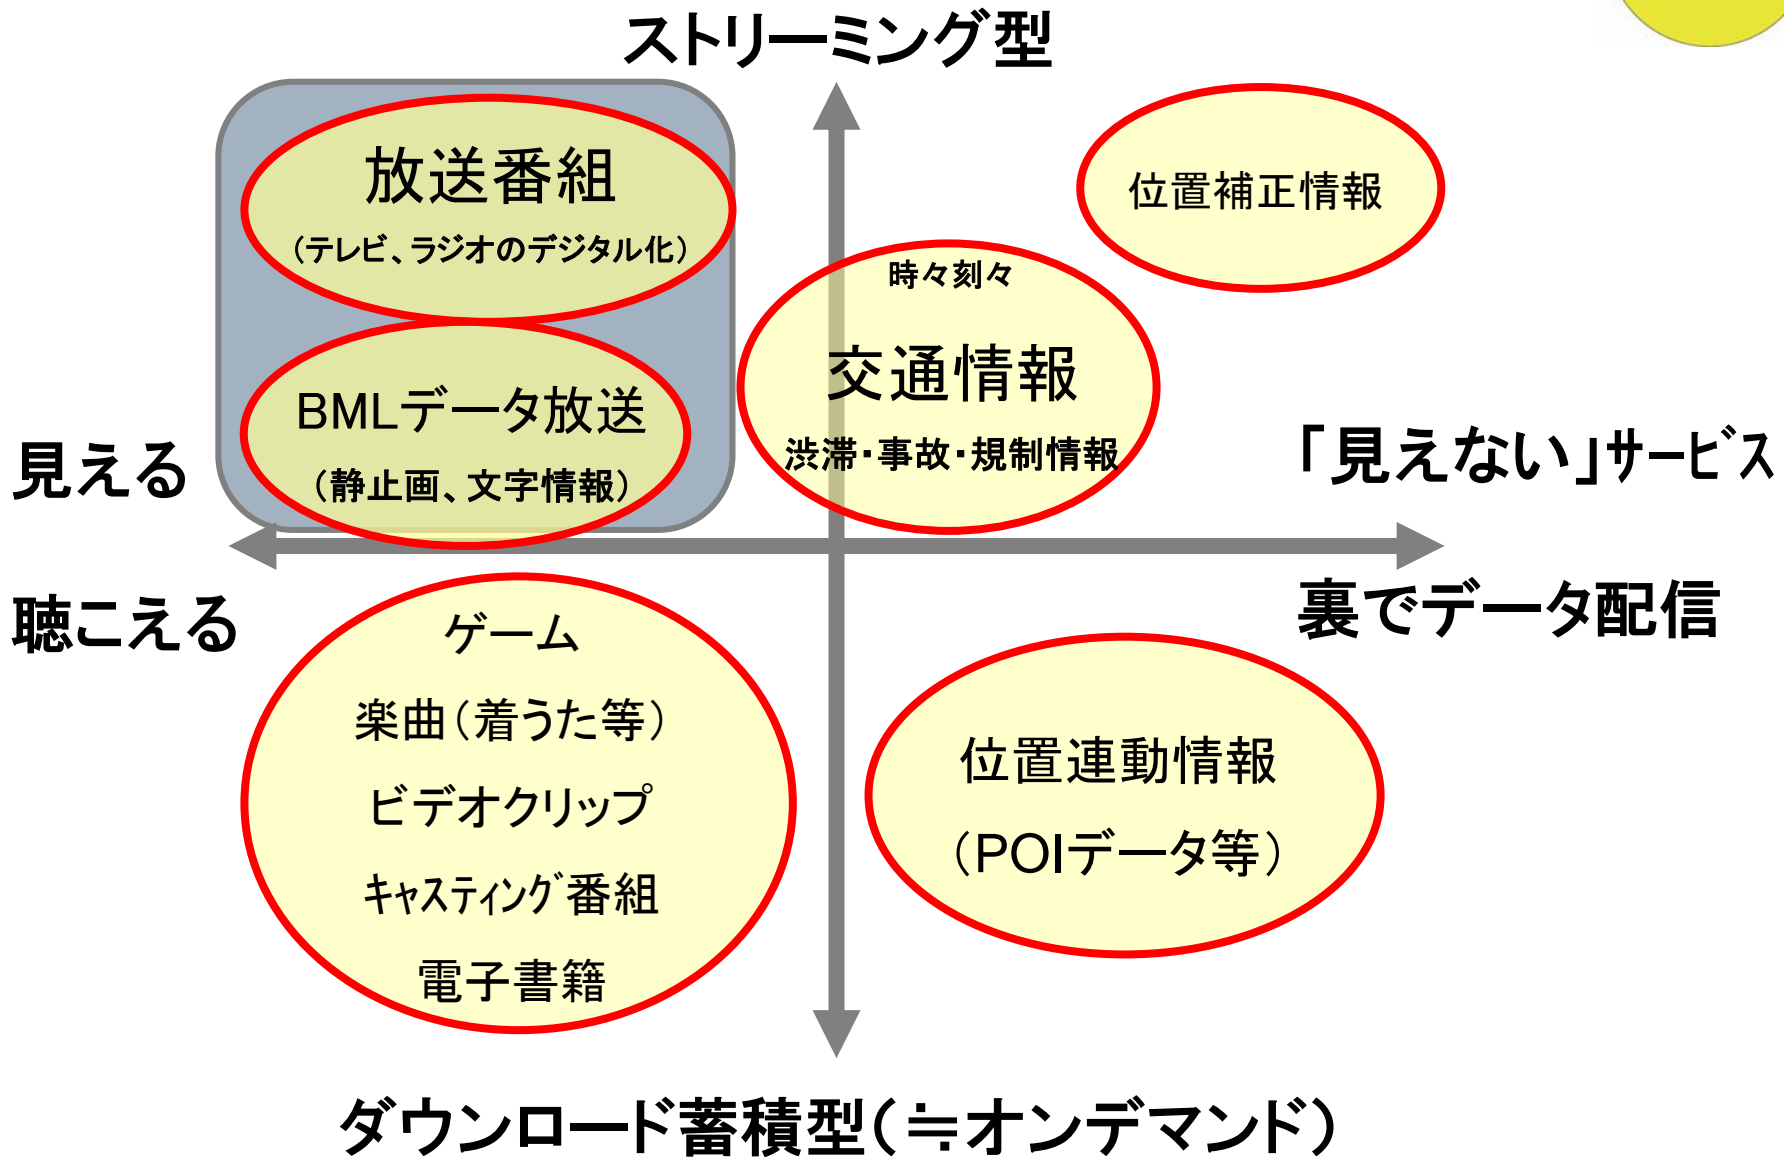 ストリーミング型
放送番組
（テレビ、ラジオのデジタル化）
位置補正情報
時々刻々
交通情報
渋滞・事故・規制情報
BMLデータ放送
（静止画、文字情報）
見える
聴こえる
「見えない」サービス
裏でデータ配信
ゲーム
楽曲（着うた等）
ビデオクリップ
キャスティング番組
電子書籍
位置連動情報
（POIデータ等）
ダウンロード蓄積型（≒オンデマンド）